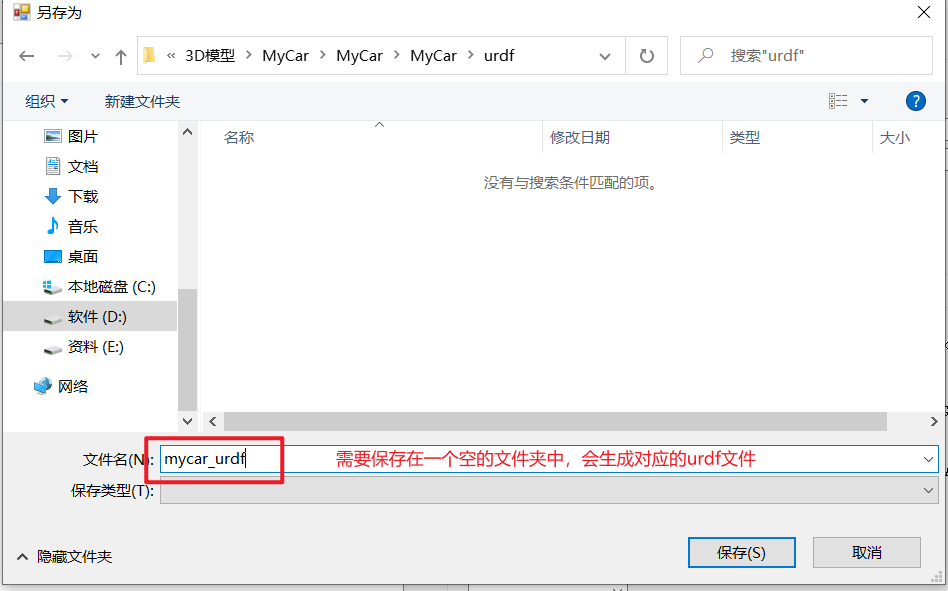 另存为
« 3D模型 > MyCar > MyCar > MyCar > urdf
搜索"urdf"
组织
新建文件夹
名称
修改日期
类型
大小
没有与搜索条件匹配的项。
图片
文档
下载
音乐
桌面
本地磁盘 (C:)
软件 (D:)
资料 (E:)
网络
文件名(N):
mycar_urdf
需要保存在一个空的文件夹中，会生成对应的urdf文件
保存类型(T):
隐藏文件夹
保存(S)
取消